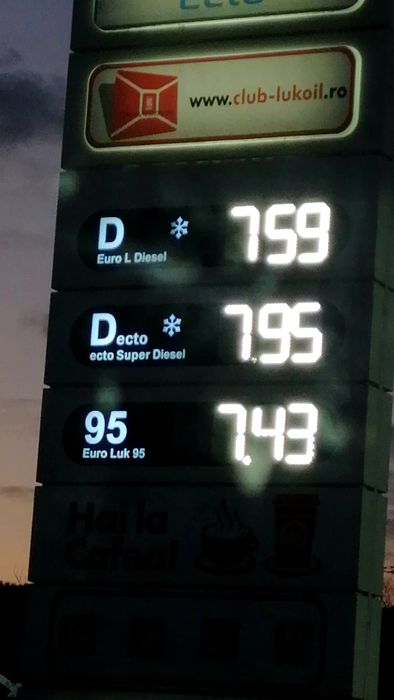 Ecto
www.club-lukoil.ro
D 7.59
Euro L Diesel
Decto 7.95
ecto Super Diesel
95 7.43
Euro Luk 95
Hai la
Cafea!